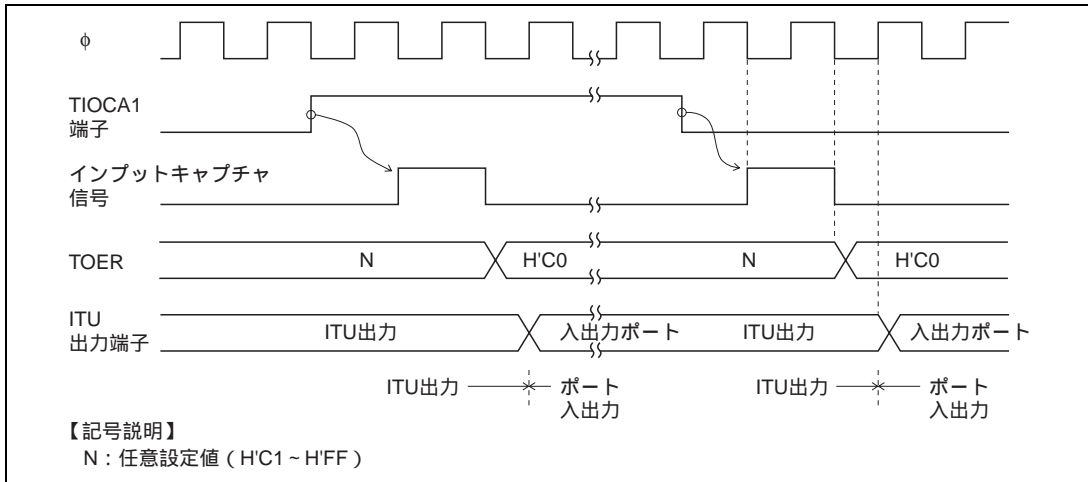 φ
TIOCA1
端子
インプットキャプチャ
信号
TOER
N
H'C0
N
H'C0
ITU
出力端子
ITU出力
入出力ポート
ITU出力
入出力ポート
ITU出力
ポート
入出力
ITU出力
ポート
入出力
【記号説明】
N：任意設定値（H'C1～H'FF）